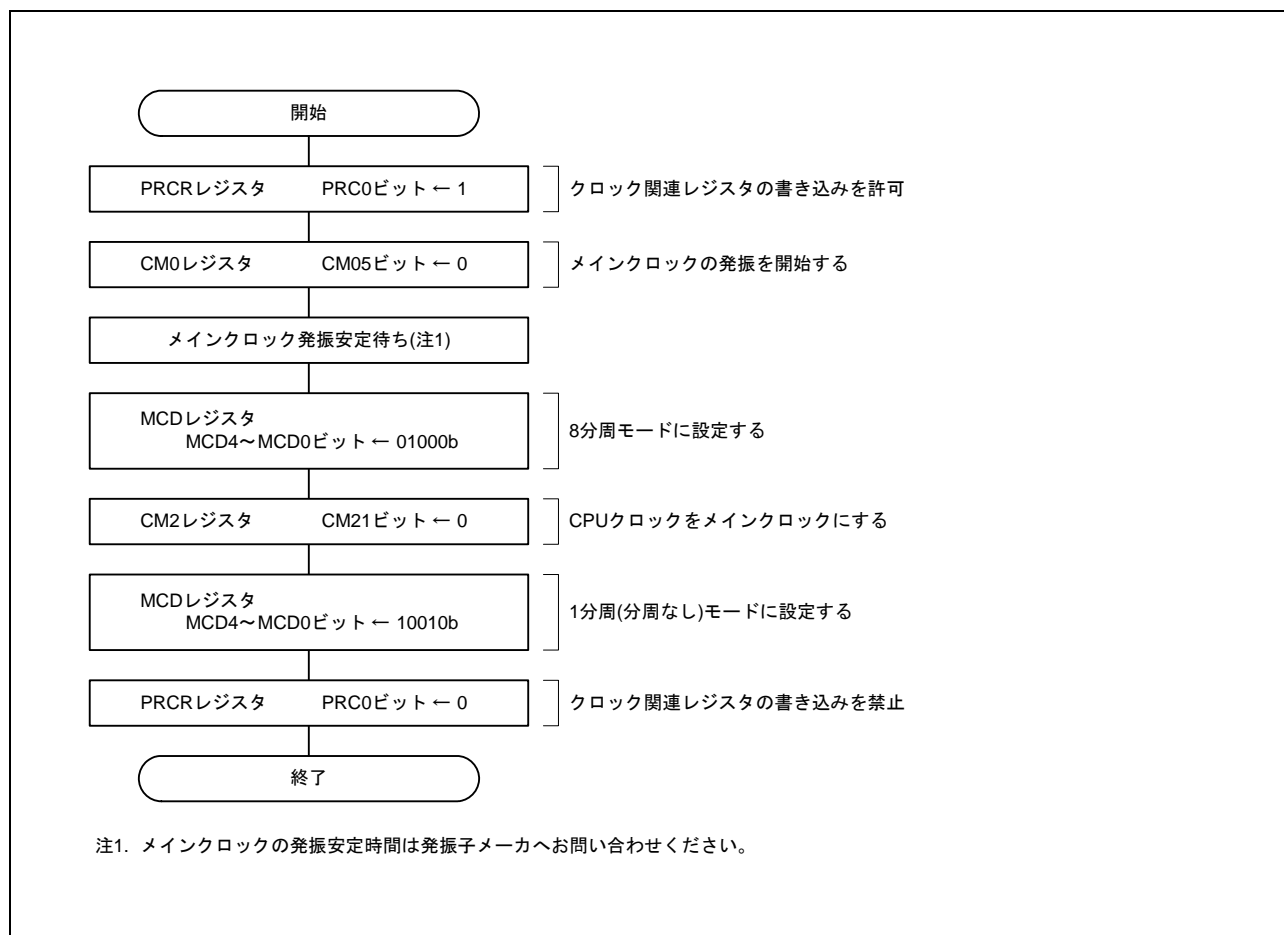 開始
PRCRレジスタ PRC0ビット ← 1
クロック関連レジスタの書き込みを許可
CM0レジスタ CM05ビット ← 0
メインクロックの発振を開始する
メインクロック発振安定待ち(注1)
MCDレジスタ
MCD4～MCD0ビット ← 01000b
8分周モードに設定する
CM2レジスタ CM21ビット ← 0
CPUクロックをメインクロックにする
MCDレジスタ
MCD4～MCD0ビット ← 10010b
1分周(分周なし)モードに設定する
PRCRレジスタ PRC0ビット ← 0
クロック関連レジスタの書き込みを禁止
終了
注1. メインクロックの発振安定時間は発振子メーカへお問い合わせください。